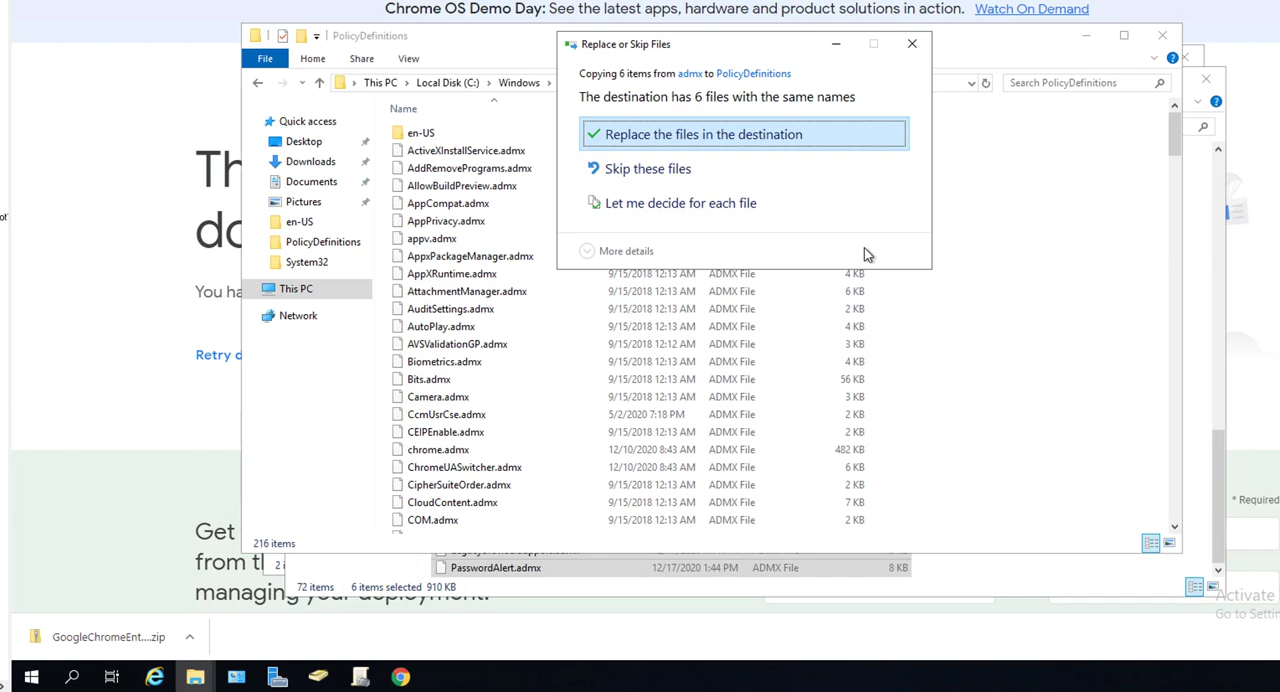 Chrome OS Demo Day: See the latest apps, hardware and product solutions in action. Watch On Demand
PolicyDefinitions
File Home Share View
This PC Local Disk (C:) Windows
Search PolicyDefinitions
Replace or Skip Files
Copying 6 items from admx to PolicyDefinitions
The destination has 6 files with the same names
Replace the files in the destination
Skip these files
Let me decide for each file
More details
Quick access
Desktop
Downloads
Documents
Pictures
en-US
PolicyDefinitions
System32
This PC
Network
Name
en-US
ActiveXInstallService.admx
AddRemovePrograms.admx
AllowBuildPreview.admx
AppCompat.admx
AppPrivacy.admx
appv.admx
AppxPackageManager.admx
AppXRuntime.admx 9/15/2018 12:13 AM ADMX File 4 KB
AttachmentManager.admx 9/15/2018 12:13 AM ADMX File 6 KB
AuditSettings.admx 9/15/2018 12:13 AM ADMX File 2 KB
AutoPlay.admx 9/15/2018 12:13 AM ADMX File 4 KB
AVSValidationGP.admx 9/15/2018 12:12 AM ADMX File 3 KB
Biometrics.admx 9/15/2018 12:13 AM ADMX File 4 KB
Bits.admx 9/15/2018 12:13 AM ADMX File 56 KB
Camera.admx 9/15/2018 12:13 AM ADMX File 3 KB
CcmUsrCse.admx 5/2/2020 7:18 PM ADMX File 2 KB
CEIPEnable.admx 9/15/2018 12:13 AM ADMX File 2 KB
chrome.admx 12/10/2020 8:43 AM ADMX File 482 KB
ChromeUASwitcher.admx 12/10/2020 8:43 AM ADMX File 6 KB
CipherSuiteOrder.admx 9/15/2018 12:13 AM ADMX File 2 KB
CloudContent.admx 9/15/2018 12:13 AM ADMX File 7 KB
COM.admx 9/15/2018 12:13 AM ADMX File 2 KB
216 items
PasswordAlert.admx 12/17/2020 1:44 PM ADMX File 8 KB
72 items 6 items selected 910 KB
Th
do
You ha
Retry d
Get
from th
managing your deployment.
* Required
Activate
Go to Settin
GoogleChromeEnt....zip